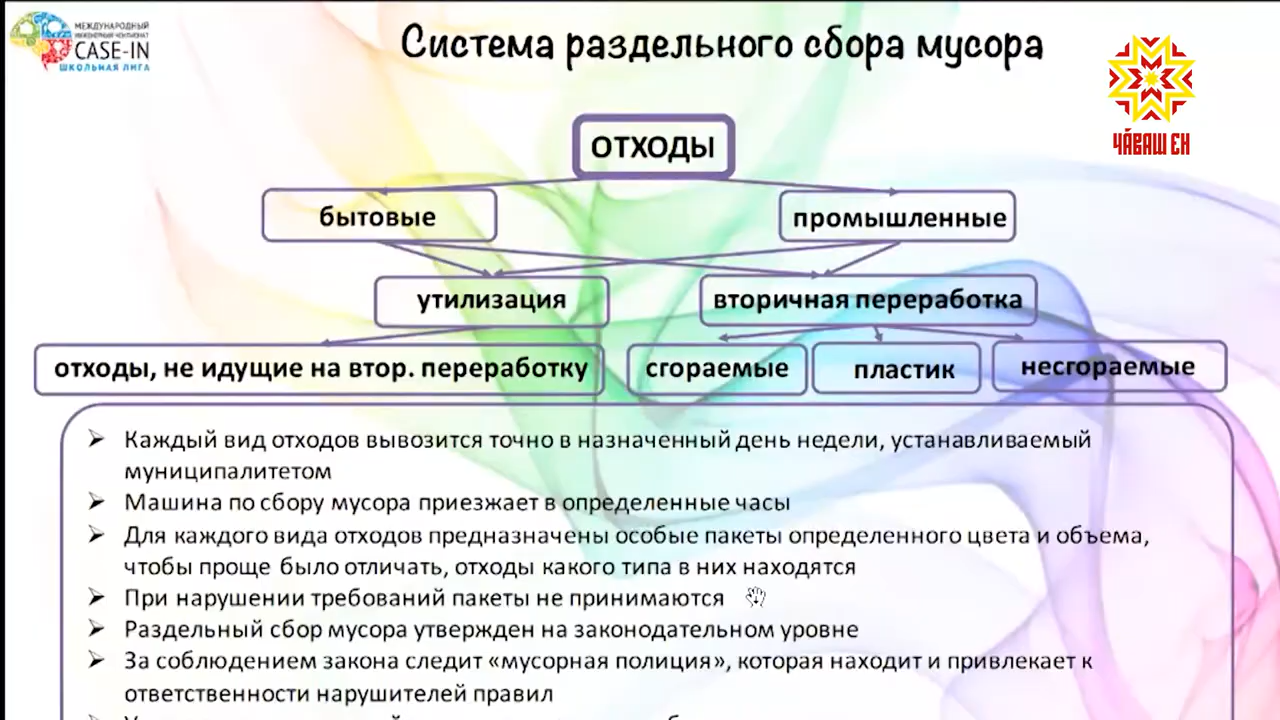 МЕЖДУНАРОДНЫЙ
ИНЖЕНЕРНЫЙ ЧЕМПИОНАТ
CASE-IN
ШКОЛЬНАЯ ЛИГА
Система раздельного сбора мусора
ЧӐВАШ ЕН
ОТХОДЫ
бытовые
промышленные
утилизация
вторичная переработка
отходы, не идущие на втор. переработку
сгораемые
пластик
несгораемые
➢ Каждый вид отходов вывозится точно в назначенный день недели, устанавливаемый
муниципалитетом
➢ Машина по сбору мусора приезжает в определенные часы
➢ Для каждого вида отходов предназначены особые пакеты определенного цвета и объема,
чтобы проще было отличать, отходы какого типа в них находятся
➢ При нарушении требований пакеты не принимаются
➢ Раздельный сбор мусора утвержден на законодательном уровне
➢ За соблюдением закона следит «мусорная полиция», которая находит и привлекает к
ответственности нарушителей правил